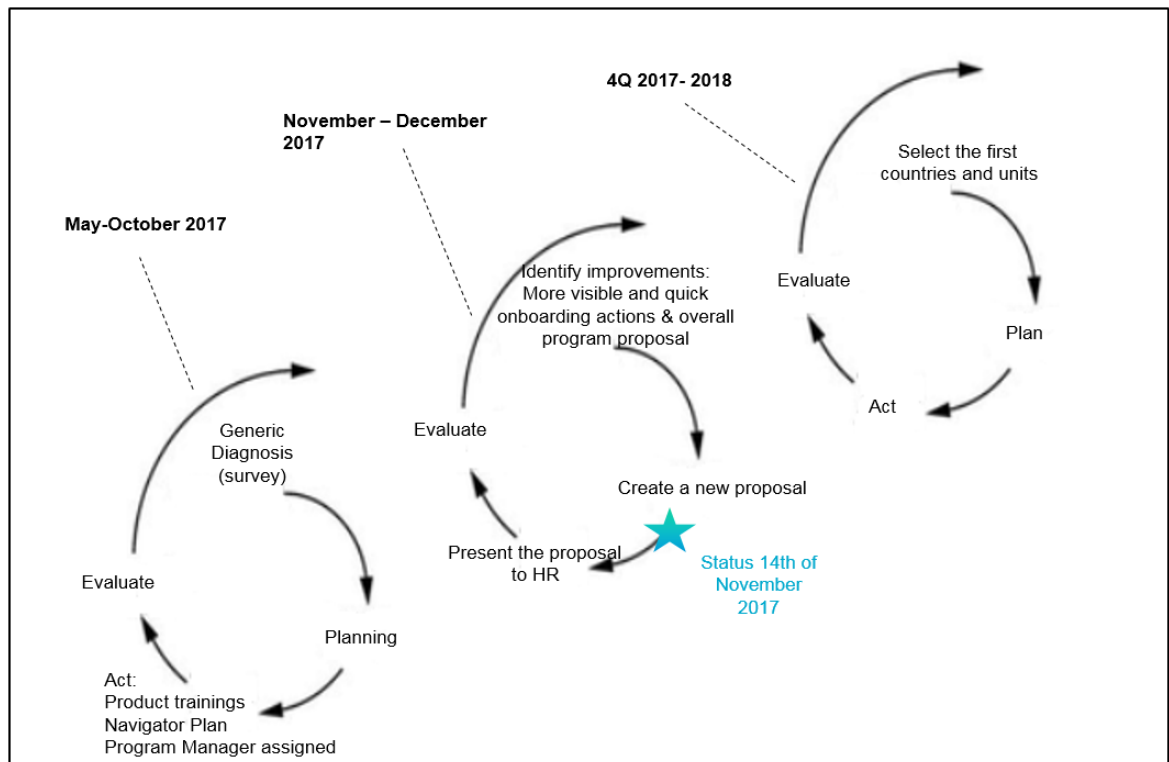 4Q 2017- 2018
November – December
2017
Select the first
countries and units
May-October 2017
Identify improvements:
More visible and quick
onboarding actions & overall
program proposal
Evaluate
Plan
Act
Generic
Diagnosis
(survey)
Evaluate
Create a new proposal
Present the proposal
to HR
Status 14th of
November
2017
Evaluate
Planning
Act:
Product trainings
Navigator Plan
Program Manager assigned